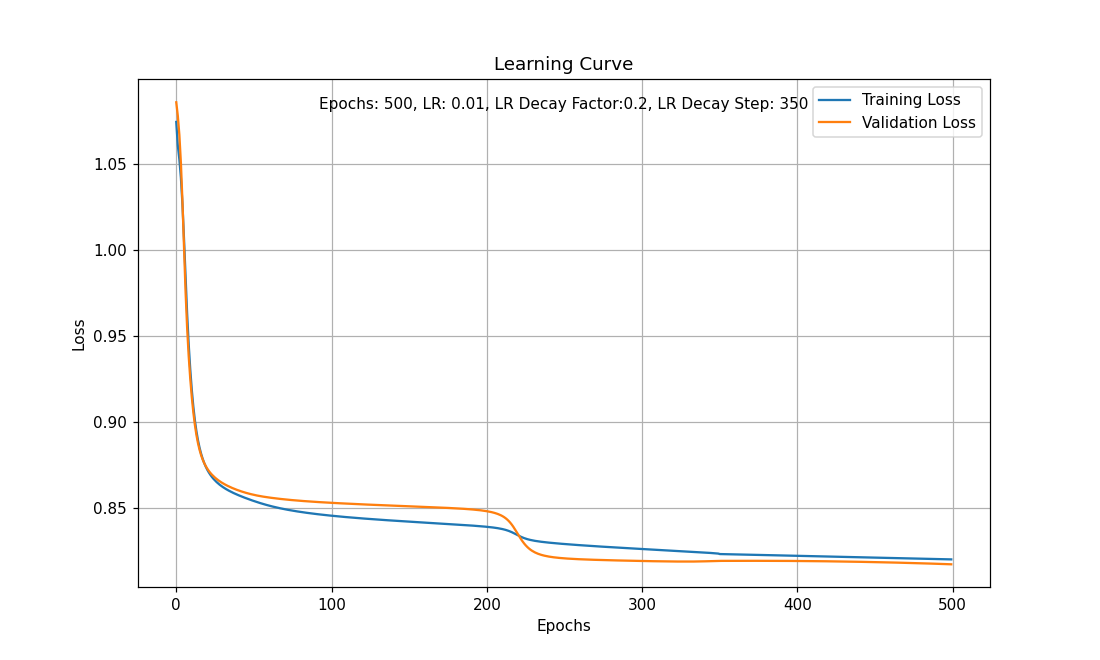 Learning Curve
Epochs: 500, LR: 0.01, LR Decay Factor:0.2, LR Decay Step: 350
Training Loss
Validation Loss
1.05
1.00
0.95
0.90
0.85
Loss
0 100 200 300 400 500
Epochs